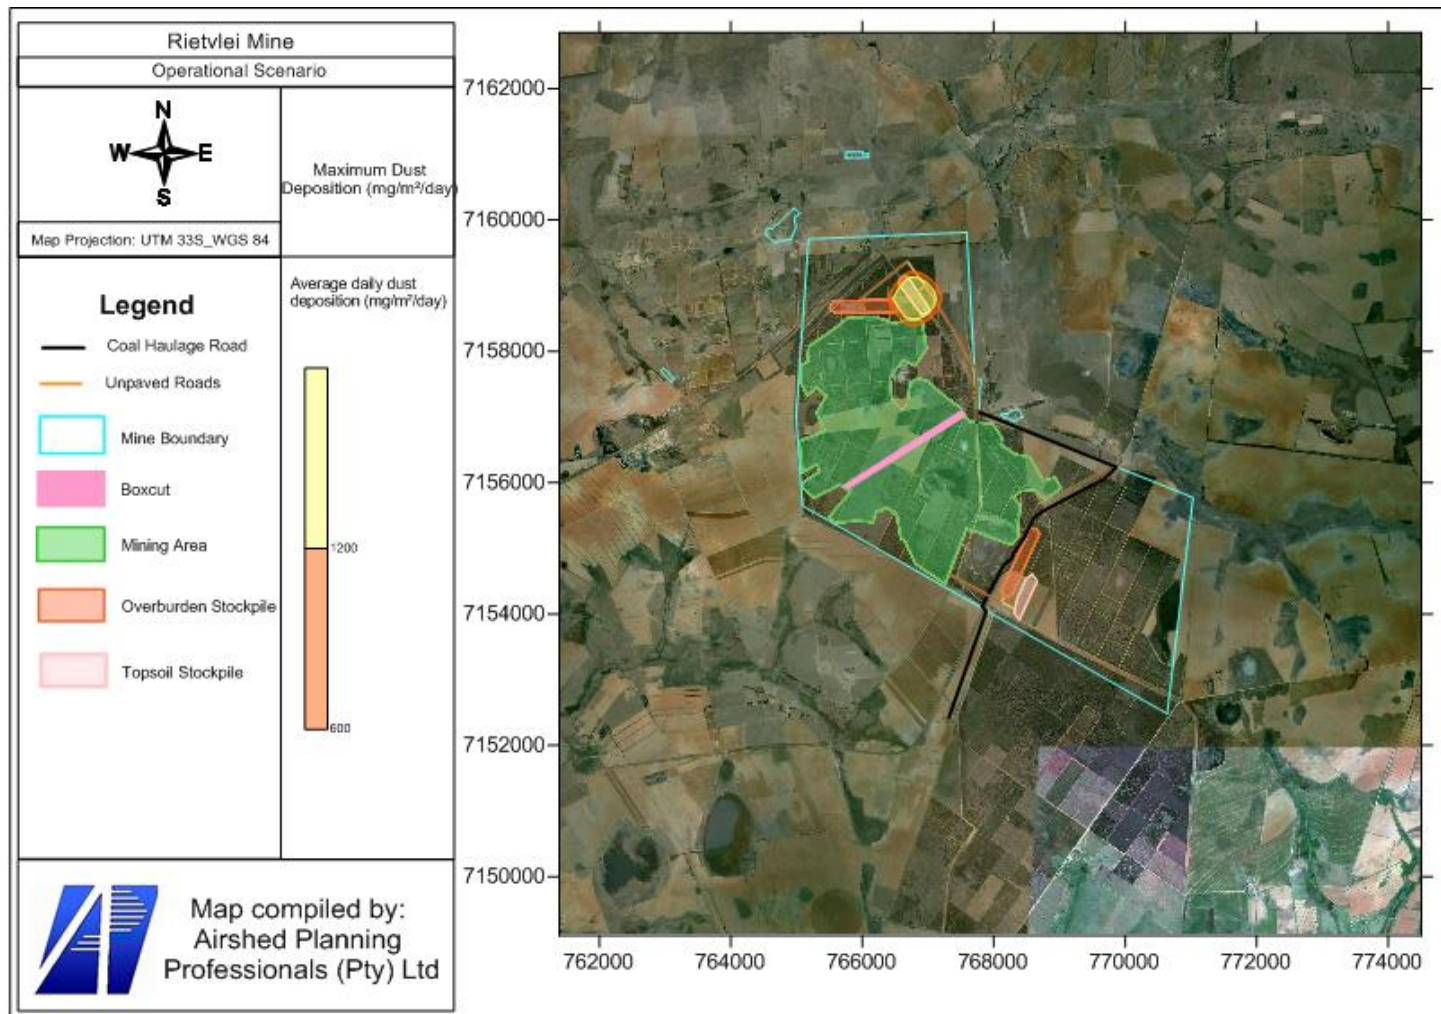 Rietvlei Mine
Operational Scenario
N
W E
S
Maximum Dust
Deposition (mg/m²/day)
Map Projection: UTM 33S_WGS 84
Legend
Coal Haulage Road
Unpaved Roads
Mine Boundary
Boxcut
Mining Area
Overburden Stockpile
Topsoil Stockpile
Average daily dust
deposition (mg/m²/day)
1200
600
Map compiled by:
Airshed Planning
Professionals (Pty) Ltd
7162000
7160000
7158000
7156000
7154000
7152000
7150000
762000 764000 766000 768000 770000 772000 774000